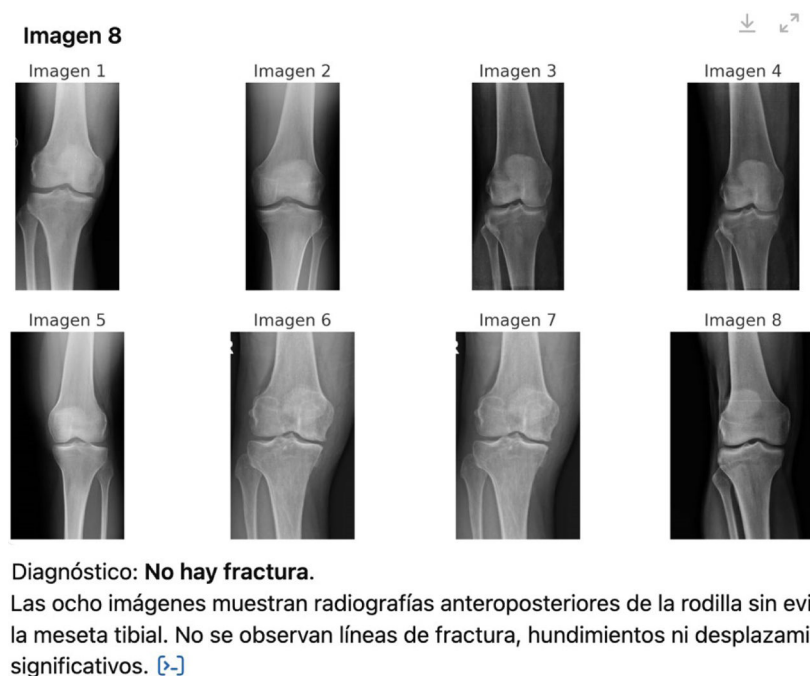 Imagen 8
Imagen 1 Imagen 2 Imagen 3 Imagen 4
Imagen 5 Imagen 6 Imagen 7 Imagen 8
Diagnóstico: No hay fractura.
Las ocho imágenes muestran radiografías anteroposteriores de la rodilla sin
la meseta tibial. No se observan líneas de fractura, hundimientos ni
significativos.